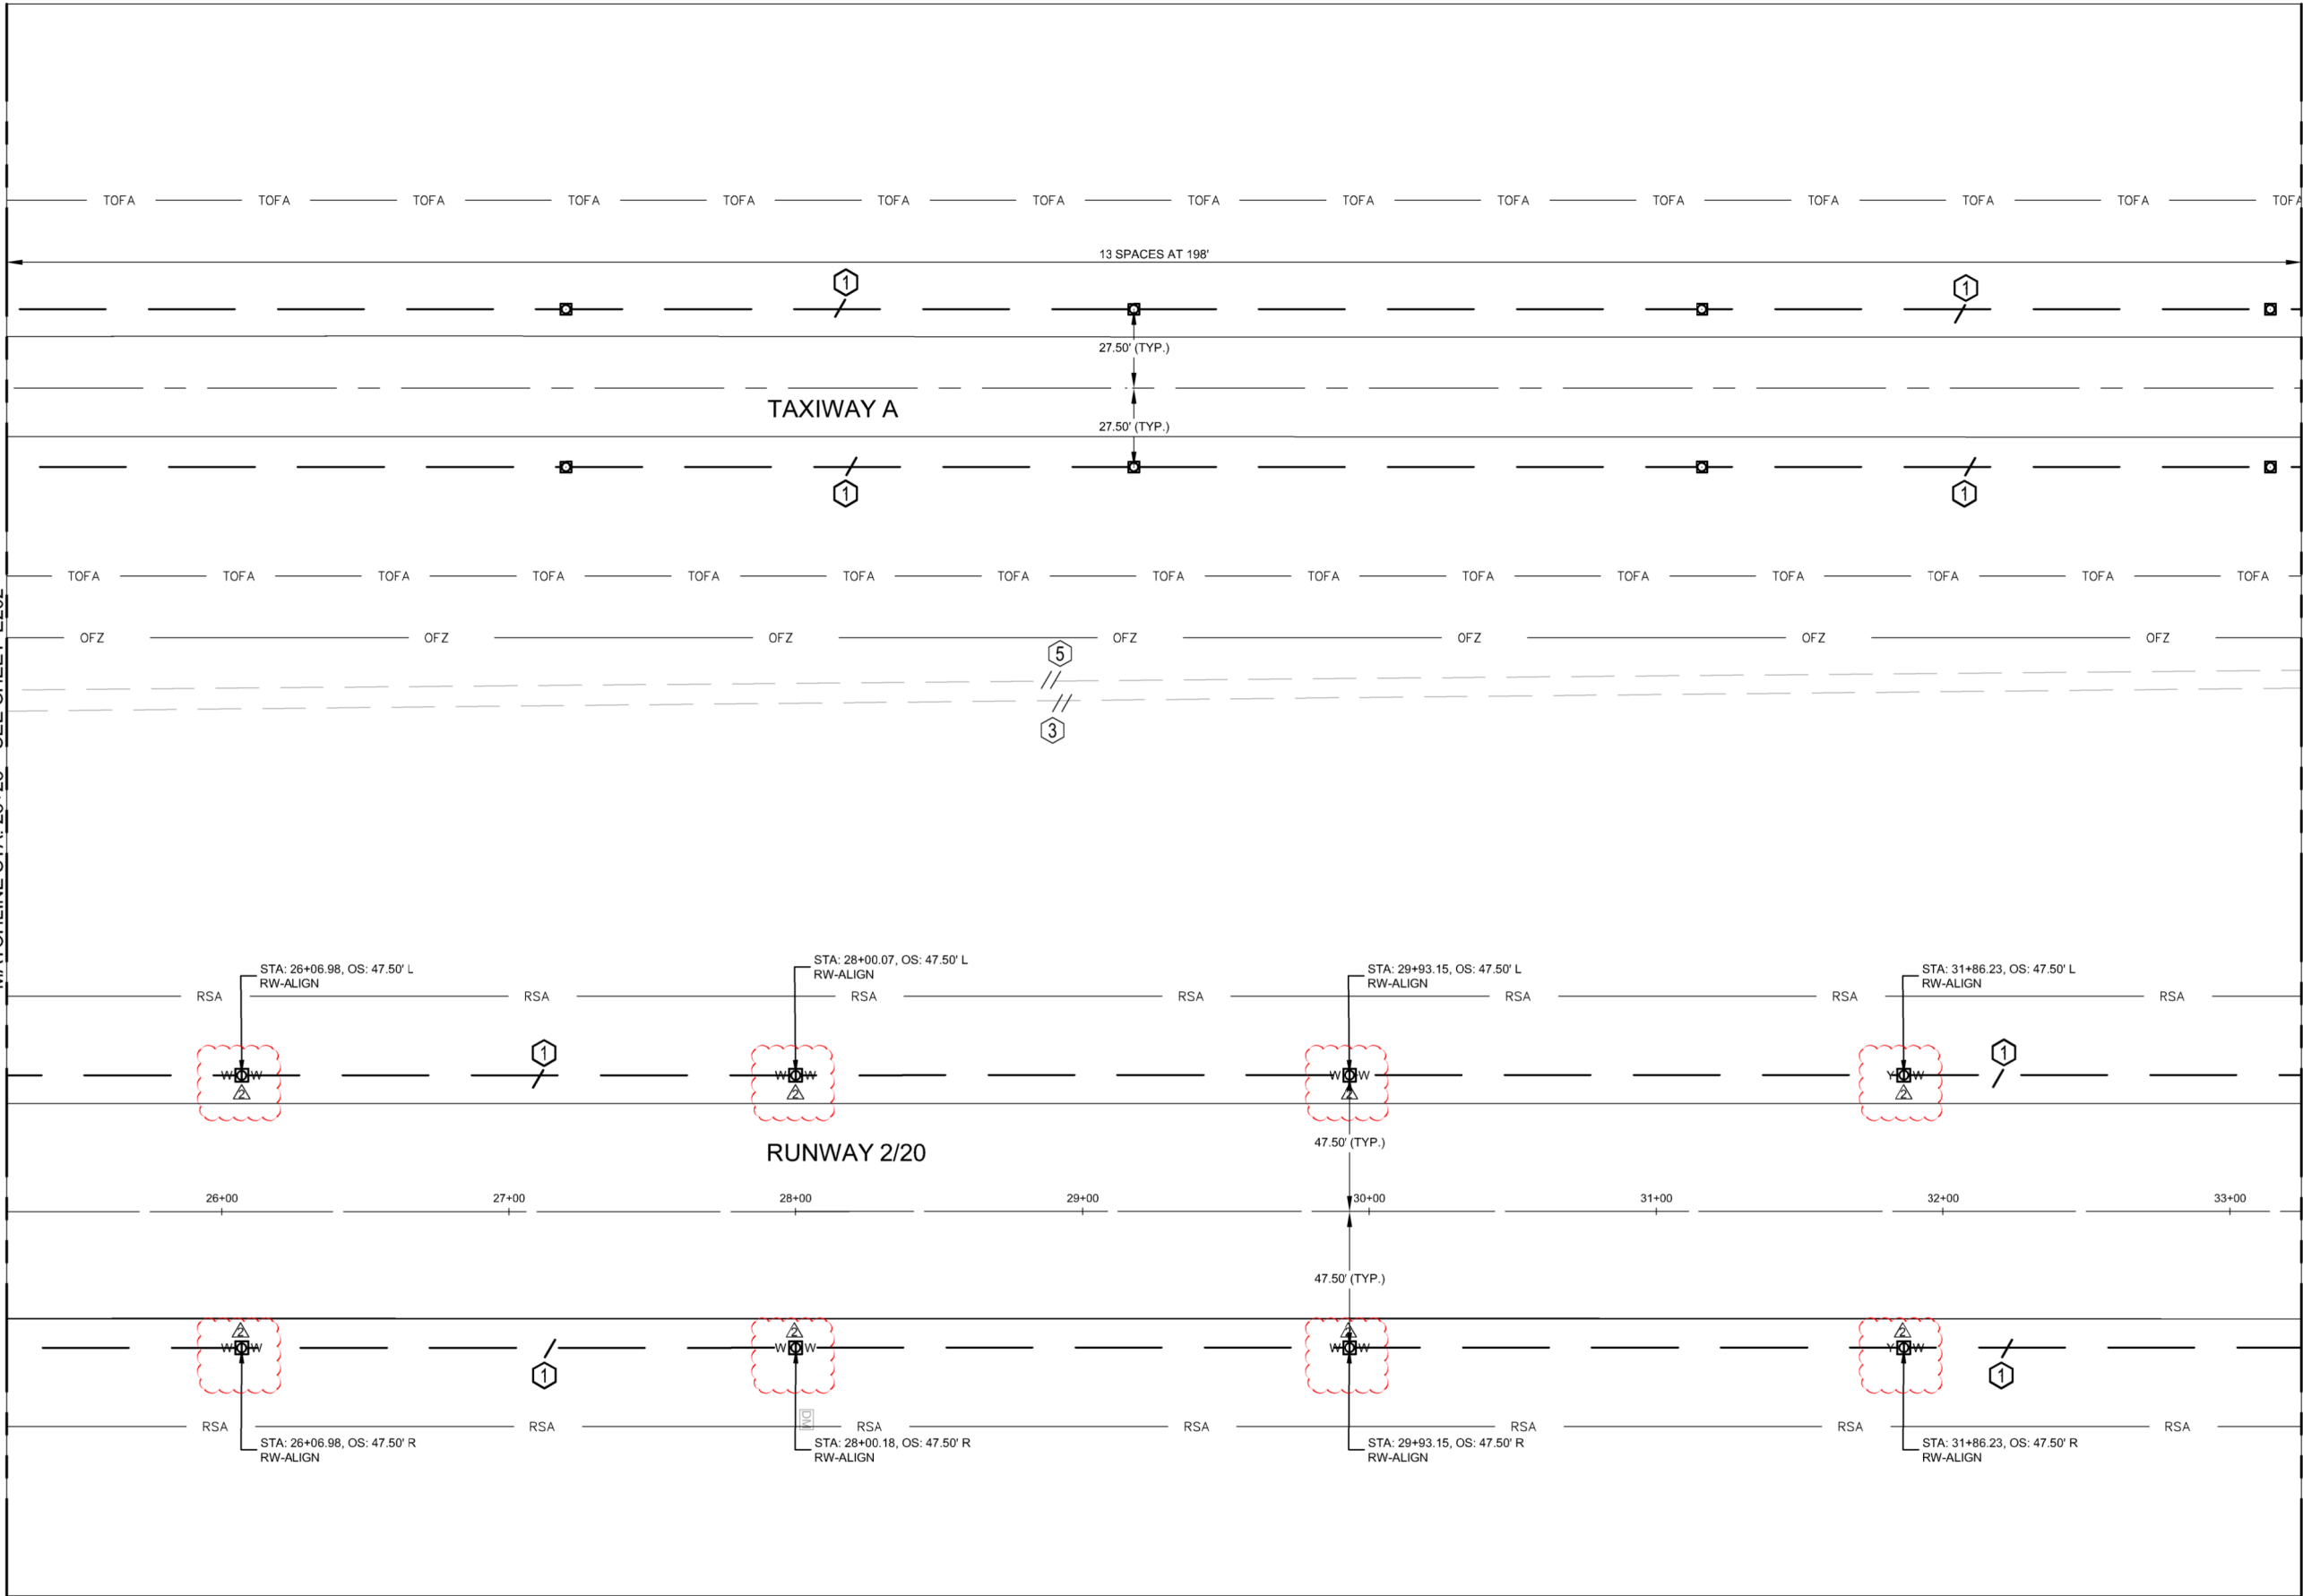 TOFA TOFA TOFA TOFA TOFA TOFA TOFA TOFA TOFA TOFA TOFA TOFA TOFA TOFA TOFA
13 SPACES AT 198'
1 1
27.50' (TYP.)
TAXIWAY A
27.50' (TYP.)
1 1
TOFA TOFA TOFA TOFA TOFA TOFA TOFA TOFA TOFA TOFA TOFA TOFA TOFA TOFA TOFA
OFZ OFZ OFZ OFZ OFZ OFZ OFZ
5
3
STA: 26+06.98, OS: 47.50' L
RW-ALIGN
STA: 28+00.07, OS: 47.50' L
RW-ALIGN
STA: 29+93.15, OS: 47.50' L
RW-ALIGN
STA: 31+86.23, OS: 47.50' L
RW-ALIGN
RSA RSA RSA RSA RSA RSA RSA
1 1
W W W W W W Y W
2 2 2 2
47.50' (TYP.)
RUNWAY 2/20
26+00 27+00 28+00 29+00 30+00 31+00 32+00 33+00
47.50' (TYP.)
2 2 2 2
W W W W W W Y W
1 1
DM
RSA RSA RSA RSA RSA RSA RSA
STA: 26+06.98, OS: 47.50' R
RW-ALIGN
STA: 28+00.18, OS: 47.50' R
RW-ALIGN
STA: 29+93.15, OS: 47.50' R
RW-ALIGN
STA: 31+86.23, OS: 47.50' R
RW-ALIGN